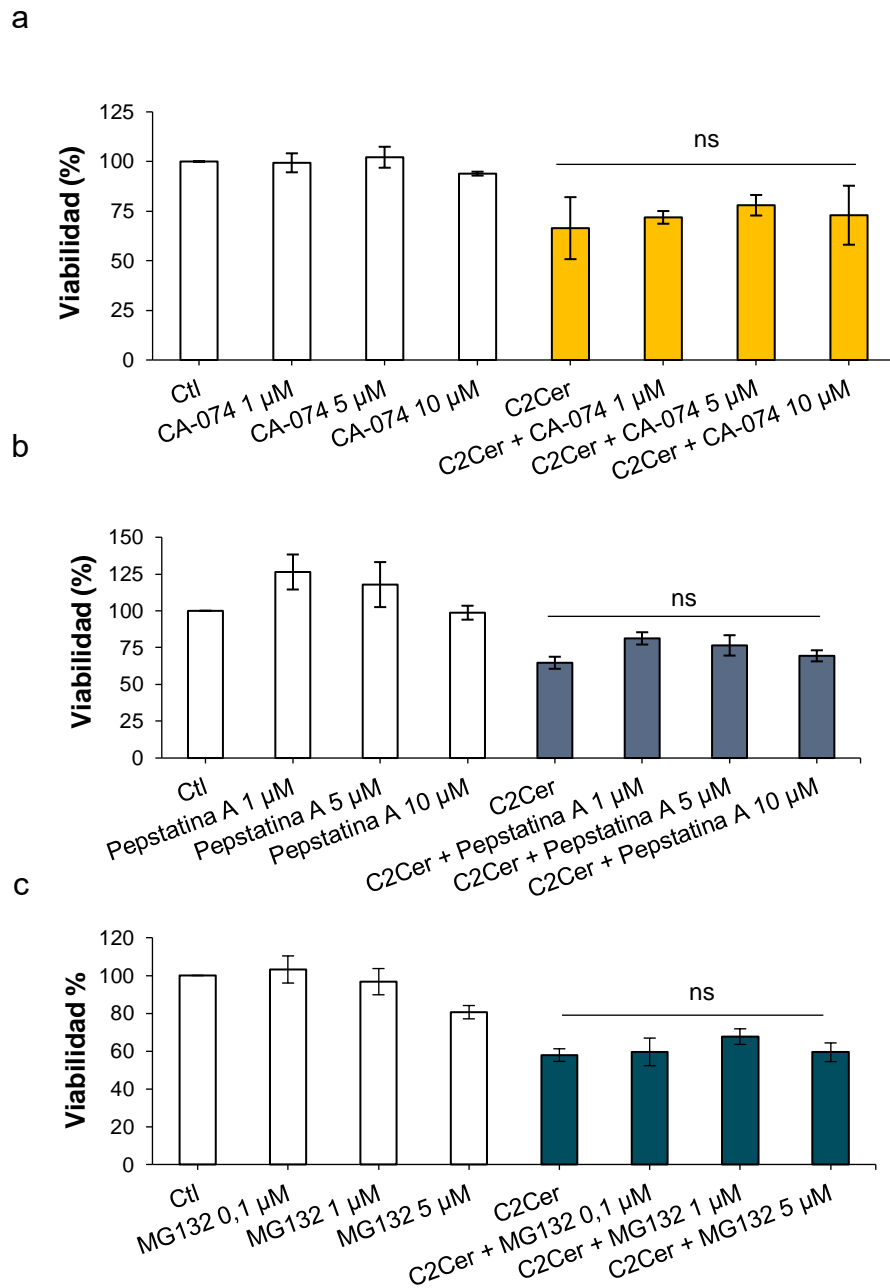 a
125
100
75
50
25
0
Viabilidad (%)
ns
Ctl
CA-074 1 µM
CA-074 5 µM
CA-074 10 µM
C2Cer
C2Cer + CA-074 1 µM
C2Cer + CA-074 5 µM
C2Cer + CA-074 10 µM
b
150
125
100
75
50
25
0
Viabilidad (%)
ns
Ctl
Pepstatina A 1 µM
Pepstatina A 5 µM
Pepstatina A 10 µM
C2Cer
C2Cer + Pepstatina A 1 µM
C2Cer + Pepstatina A 5 µM
C2Cer + Pepstatina A 10 µM
c
120
100
80
60
40
20
0
Viabilidad %
ns
Ctl
MG132 0,1 µM
MG132 1 µM
MG132 5 µM
C2Cer
C2Cer + MG132 0,1 µM
C2Cer + MG132 1 µM
C2Cer + MG132 5 µM